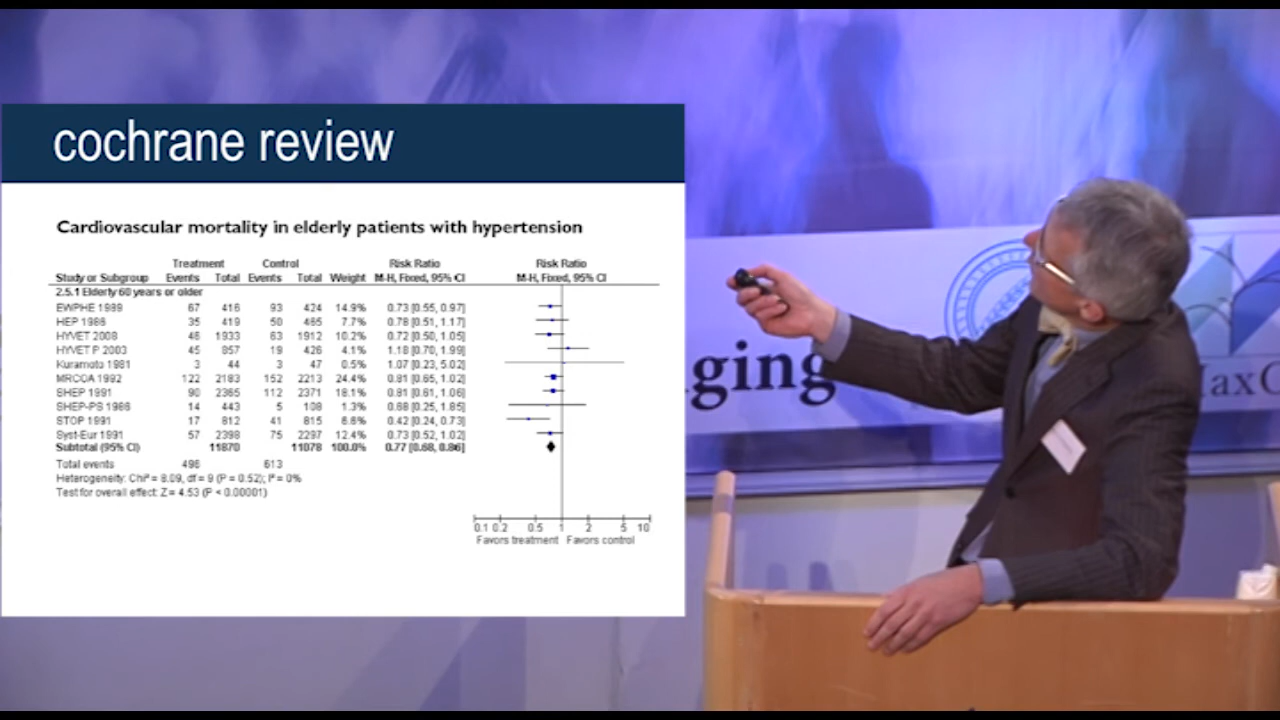 cochrane review
Cardiovascular mortality in elderly patients with hypertension
Treatment Control Risk Ratio Risk Ratio
Study or Subgroup Events Total Events Total Weight M-H, Fixed, 95% CI M-H, Fixed, 95% CI
2.5.1 Elderly 60 years or older
EWPHE 1989 67 416 93 424 14.9% 0.73 [0.55, 0.97]
HEP 1986 35 419 50 465 7.7% 0.78 [0.51, 1.17]
HYVET 2008 46 1933 63 1912 10.2% 0.72 [0.50, 1.05]
HYVET P 2003 45 857 19 426 4.1% 1.18 [0.70, 1.99]
Kuramoto 1981 3 44 3 47 0.5% 1.07 [0.23, 5.02]
MRCOA 1992 122 2183 152 2213 24.4% 0.81 [0.65, 1.02]
SHEP 1991 90 2365 112 2371 18.1% 0.81 [0.61, 1.06]
SHEP-PS 1986 14 443 5 108 1.3% 0.68 [0.25, 1.85]
STOP 1991 17 812 41 815 6.6% 0.42 [0.24, 0.73]
Syst-Eur 1991 57 2398 75 2297 12.4% 0.73 [0.52, 1.02]
Subtotal (95% CI) 11870 11078 100.0% 0.77 [0.68, 0.86]
Total events 496 613
Heterogeneity: Chi² = 8.09, df = 9 (P = 0.52); I² = 0%
Test for overall effect: Z = 4.53 (P < 0.00001)
0.1 0.2 0.5 1 2 5 10
Favors treatment Favors control
ging